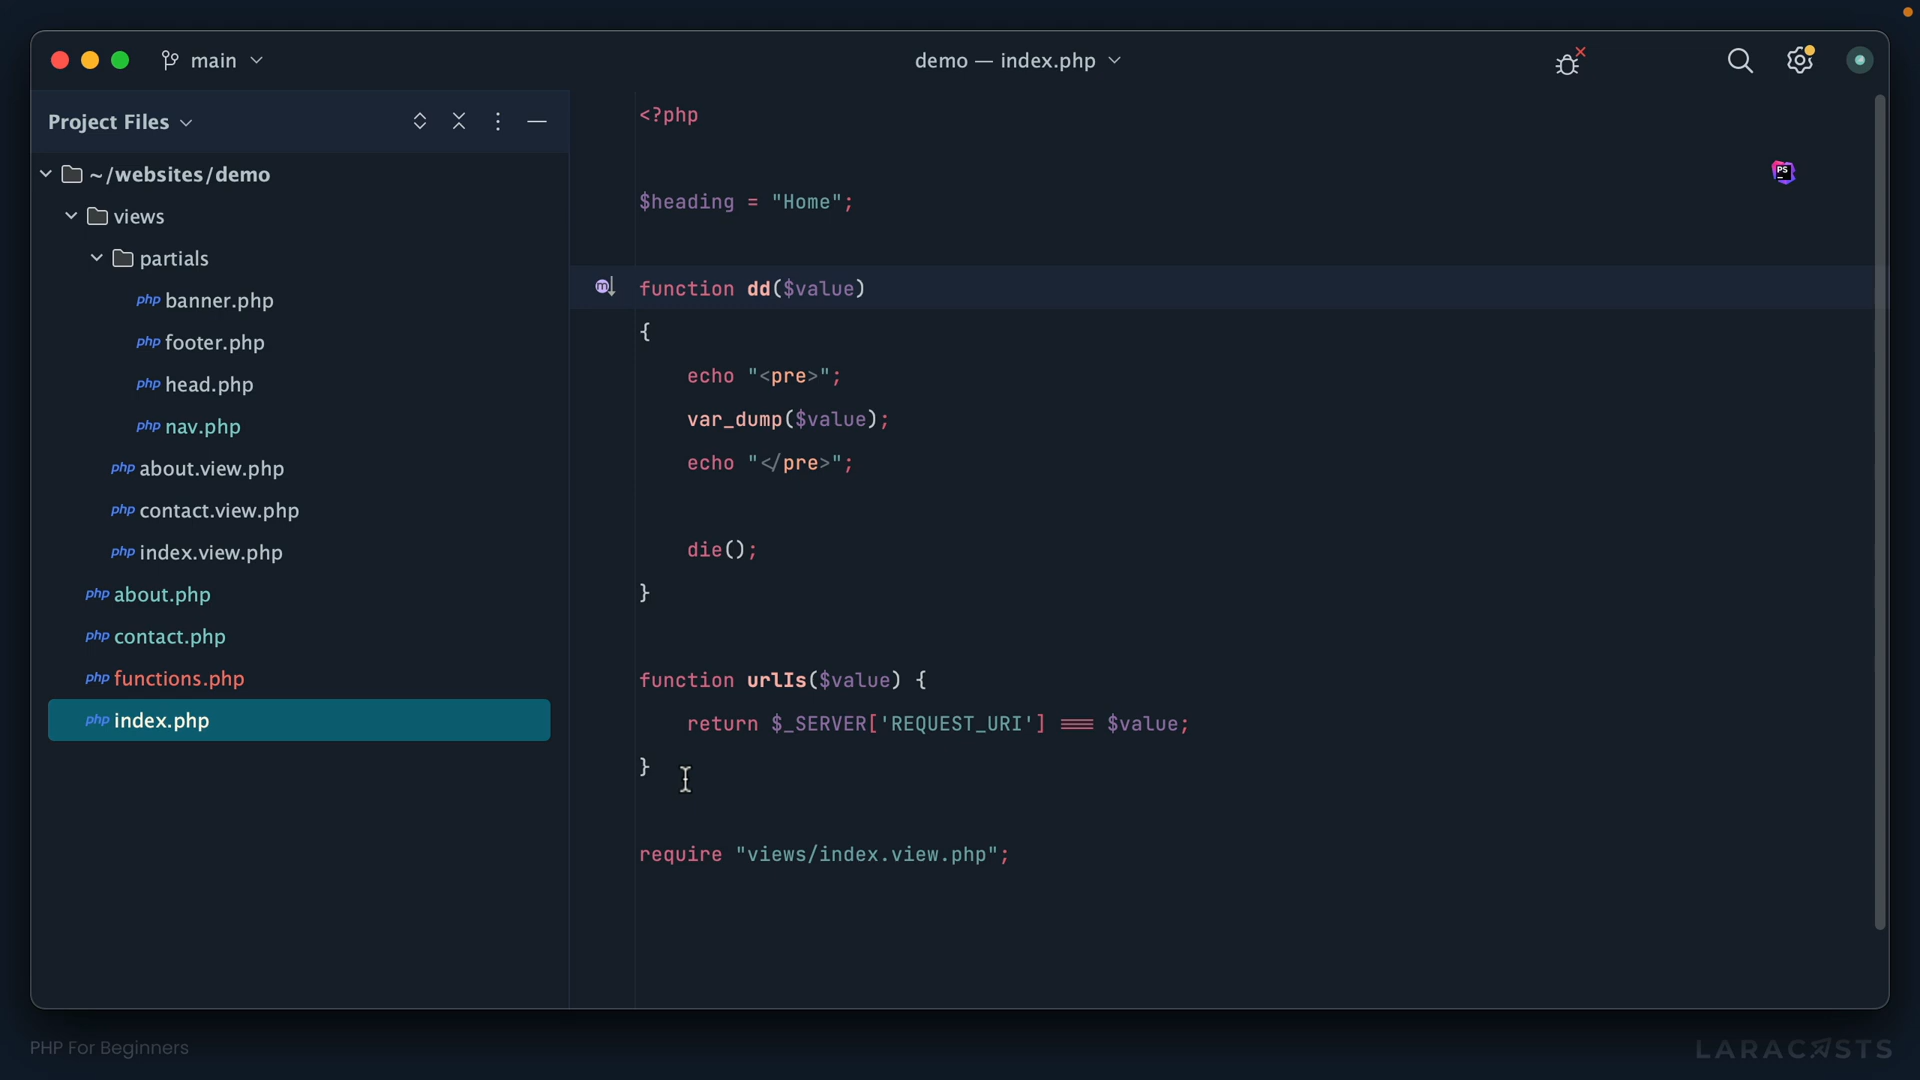 main
demo — index.php
Project Files
~/websites/demo
views
partials
php banner.php
php footer.php
php head.php
php nav.php
php about.view.php
php contact.view.php
php index.view.php
php about.php
php contact.php
php functions.php
php index.php
<?php
PS
$heading = "Home";
m
function dd($value)
{
    echo "<pre>";
    var_dump($value);
    echo "</pre>";
    die();
}
function urlIs($value) {
    return $_SERVER['REQUEST_URI'] === $value;
}
require "views/index.view.php";
PHP For Beginners
LARACASTS